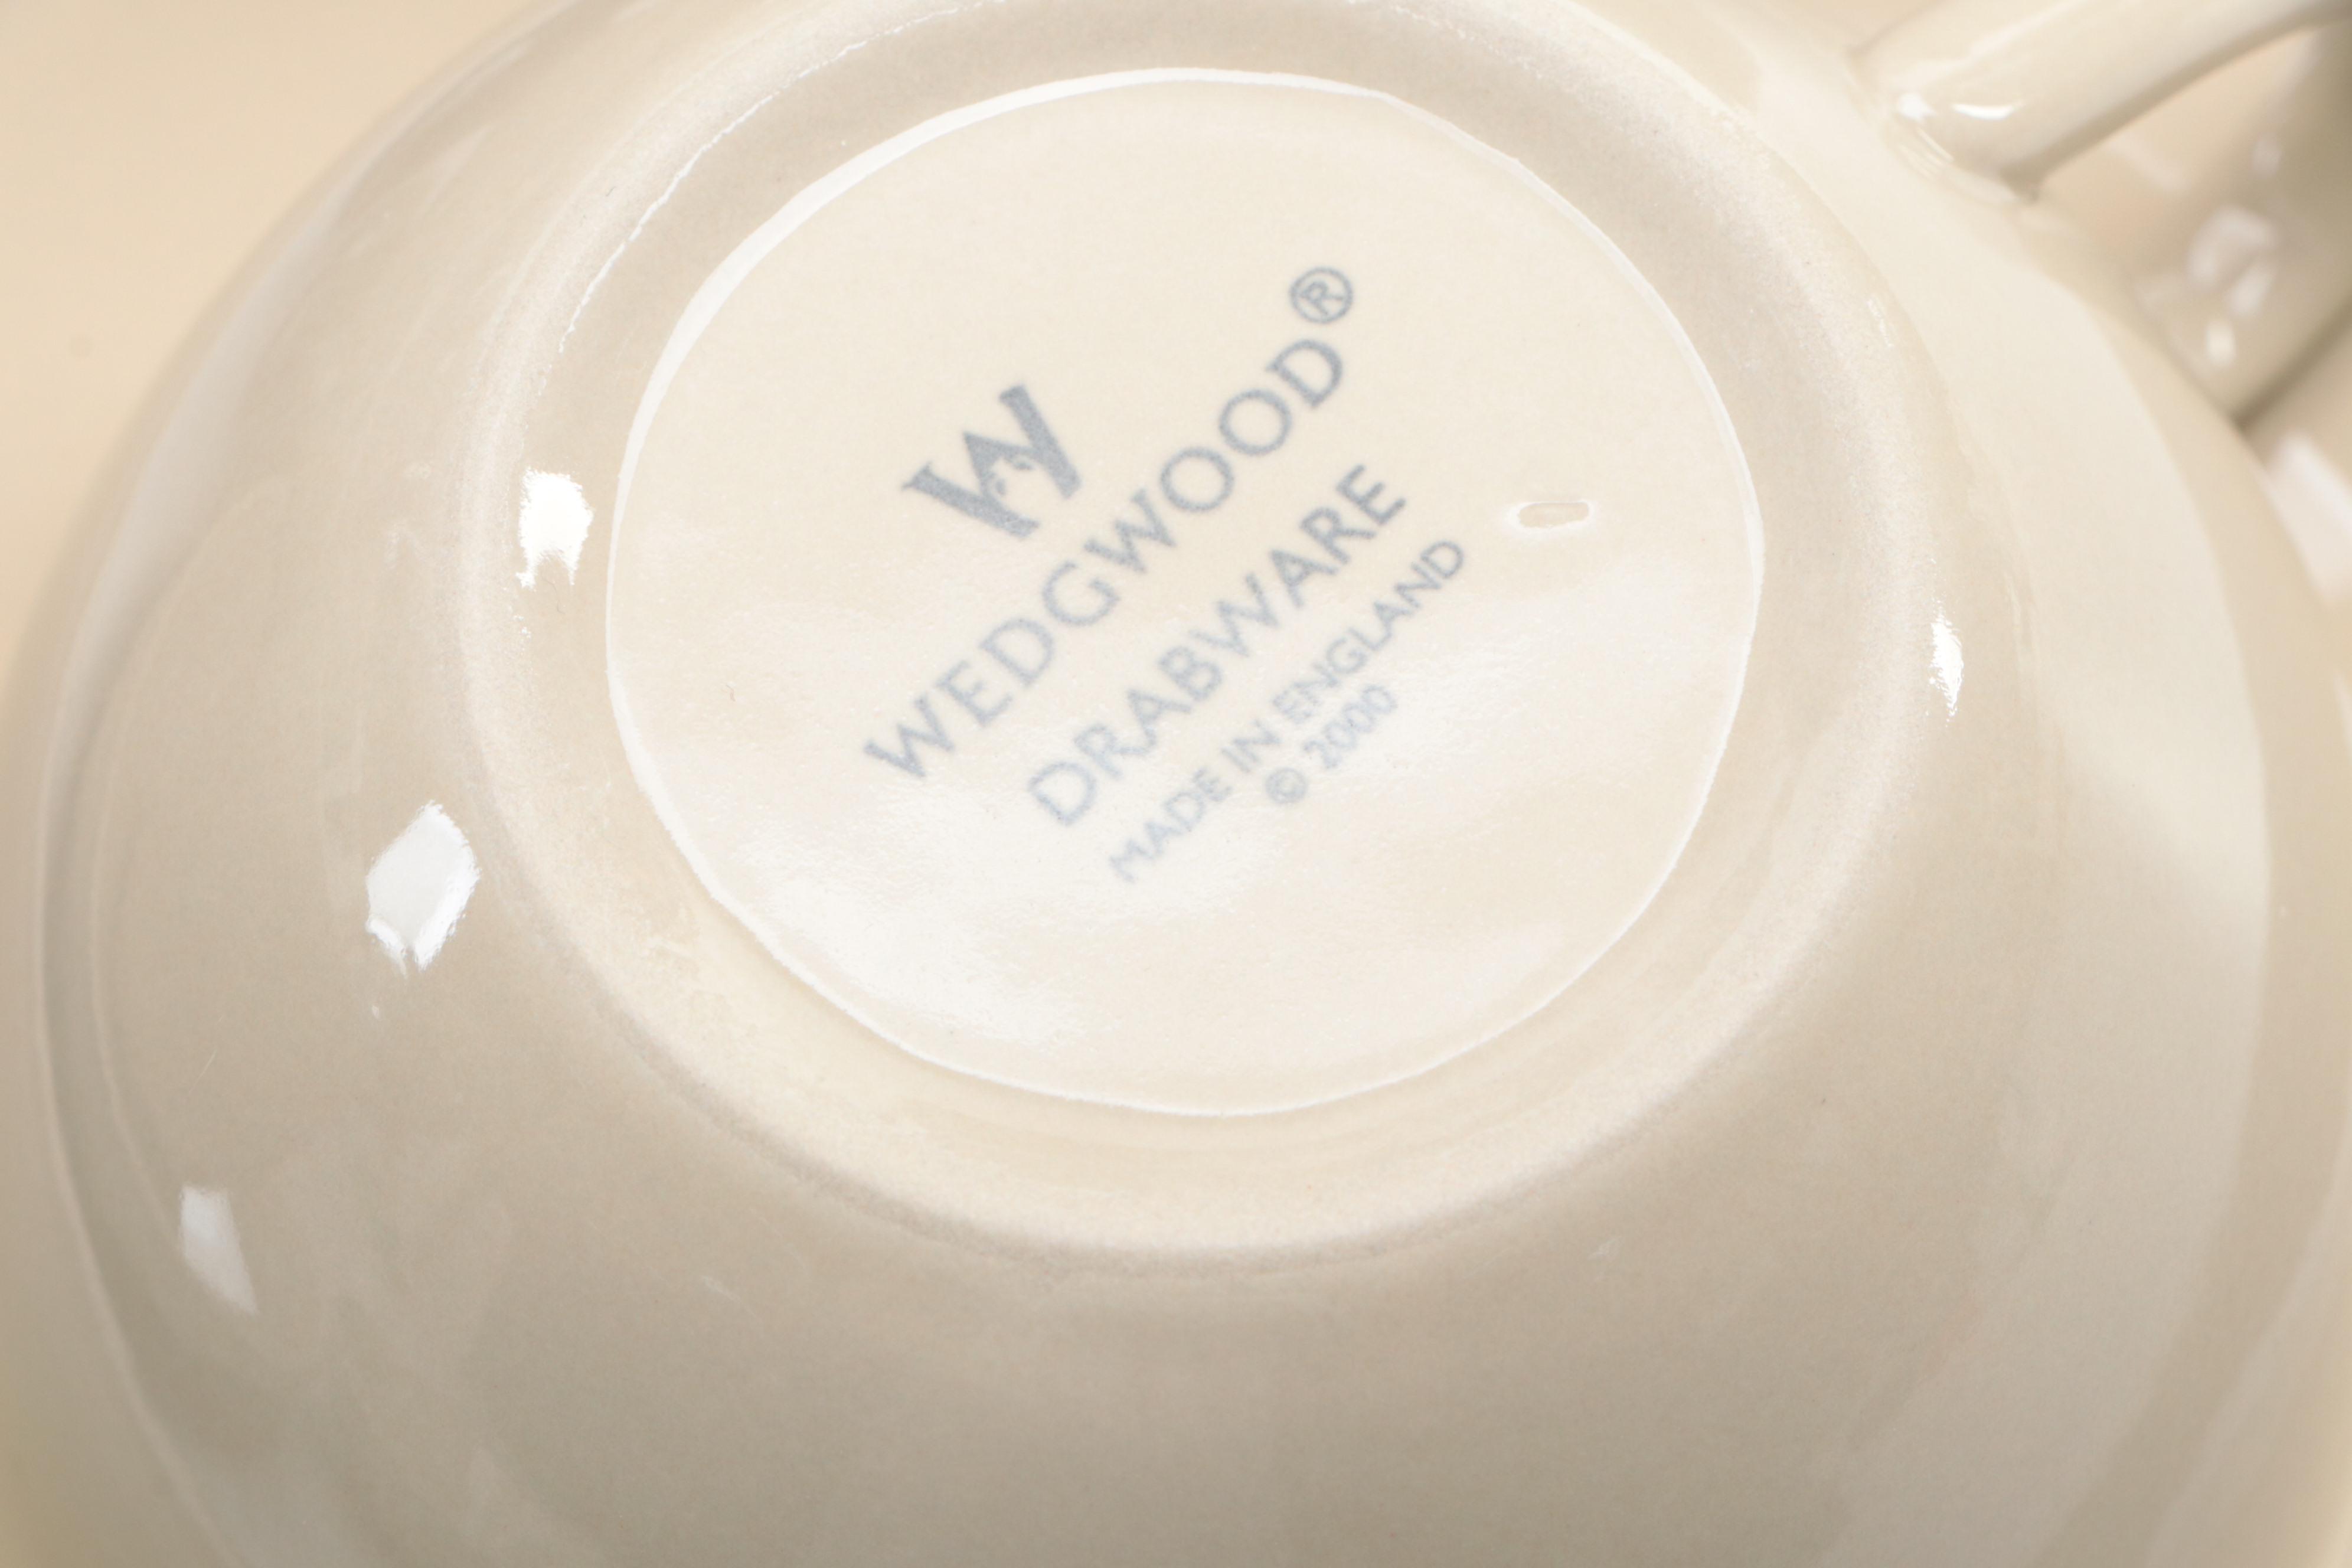 W
WEDGWOOD®
DRABWARE
MADE IN ENGLAND
© 2000